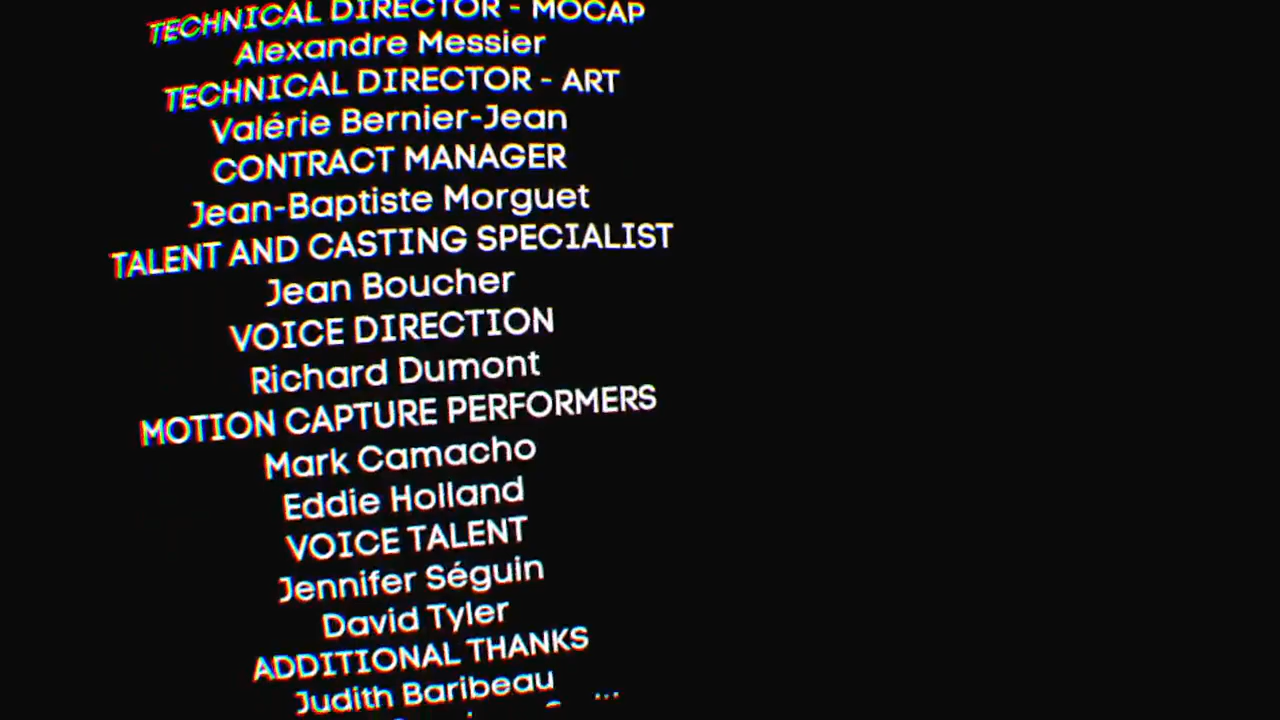 TECHNICAL DIRECTOR - MOCAP
Alexandre Messier
TECHNICAL DIRECTOR - ART
Valérie Bernier-Jean
CONTRACT MANAGER
Jean-Baptiste Morguet
TALENT AND CASTING SPECIALIST
Jean Boucher
VOICE DIRECTION
Richard Dumont
MOTION CAPTURE PERFORMERS
Mark Camacho
Eddie Holland
VOICE TALENT
Jennifer Séguin
David Tyler
ADDITIONAL THANKS
Judith Baribeau